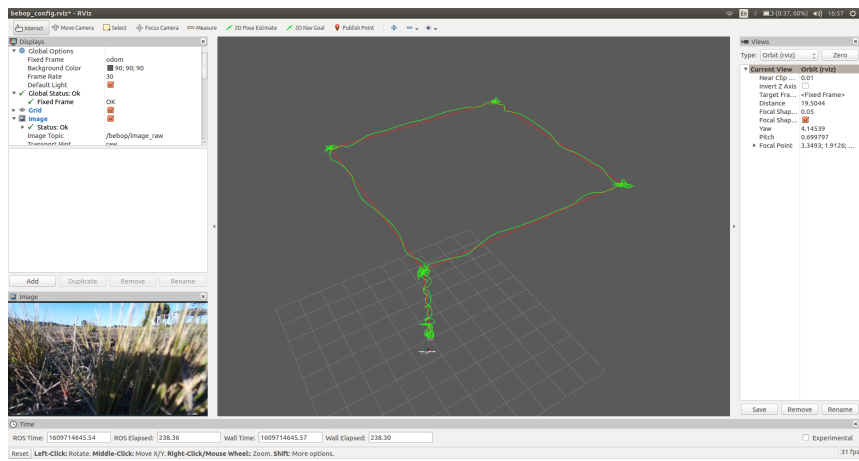 bebop_config.rviz* - RViz
En (0:37, 60%) 16:57
Interact Move Camera Select Focus Camera Measure 2D Pose Estimate 2D Nav Goal Publish Point
Displays
Global Options
Fixed Frame odom
Background Color 90; 90; 90
Frame Rate 30
Default Light
Global Status: Ok
Fixed Frame OK
Grid
Image
Status: Ok
Image Topic /bebop/image_raw
Transport Hint raw
Add Duplicate Remove Rename
Image
Views
Type: Orbit (rviz) Zero
Current View Orbit (rviz)
Near Clip ... 0.01
Invert Z Axis
Target Fra... <Fixed Frame>
Distance 19.5044
Focal Shap... 0.05
Focal Shap...
Yaw 4.14539
Pitch 0.699797
Focal Point 3.3493; 1.9126; ...
Save Remove Rename
Time
ROS Time: 1609714645.54 ROS Elapsed: 238.36 Wall Time: 1609714645.57 Wall Elapsed: 238.30 Experimental
Reset Left-Click: Rotate. Middle-Click: Move X/Y. Right-Click/Mouse Wheel: Zoom. Shift: More options. 31 fps